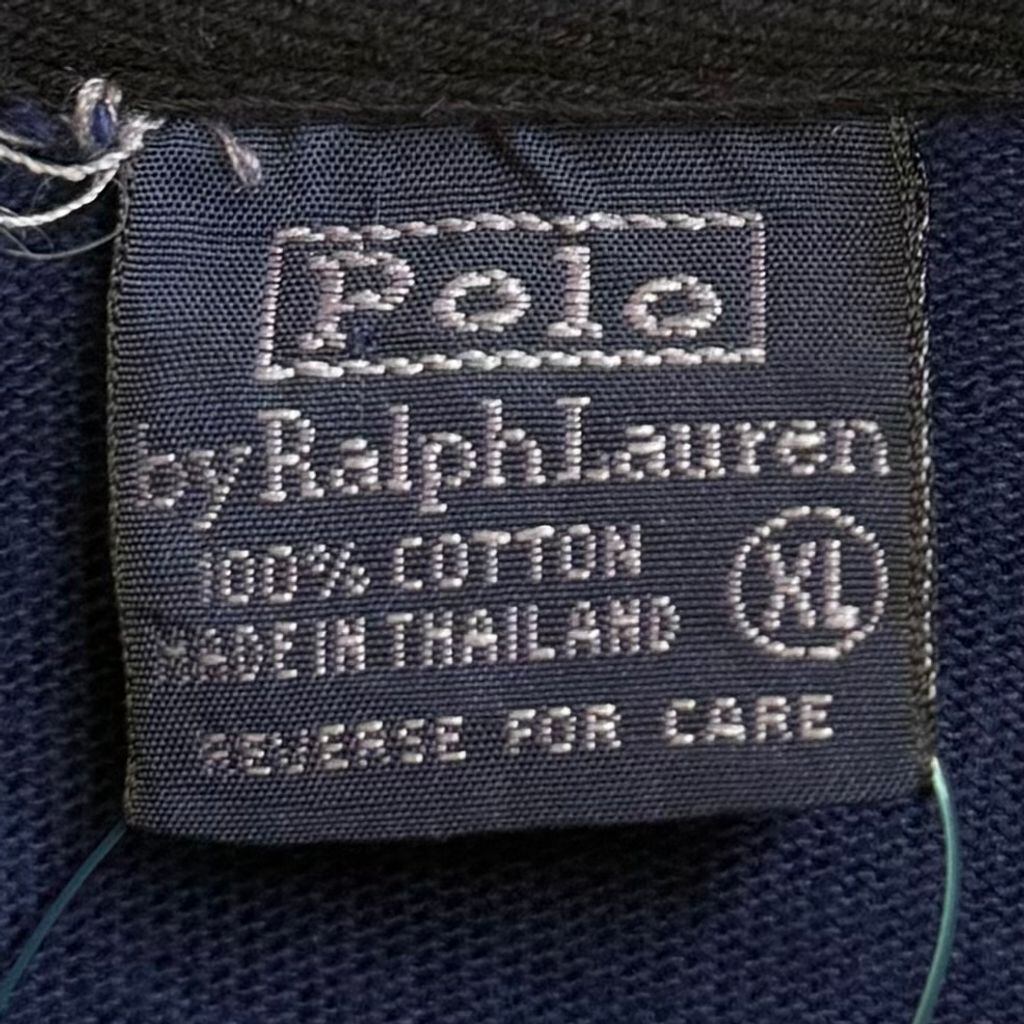 Polo
by Ralph Lauren
100% COTTON
MADE IN THAILAND
XL
REVERSE FOR CARE